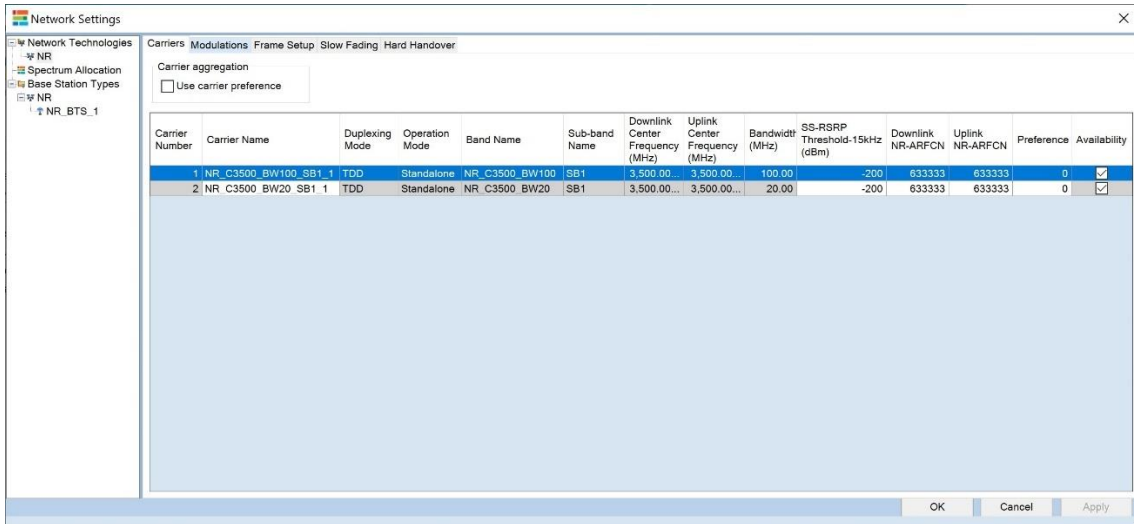 Network Settings
Network Technologies
NR
Spectrum Allocation
Base Station Types
NR
NR_BTS_1
Carriers Modulations Frame Setup Slow Fading Hard Handover
Carrier aggregation
Use carrier preference
Carrier Number Carrier Name Duplexing Mode Operation Mode Band Name Sub-band Name Downlink Center Frequency (MHz) Uplink Center Frequency (MHz) Bandwidth (MHz) SS-RSRP Threshold-15kHz (dBm) Downlink NR-ARFCN Uplink NR-ARFCN Preference Availability
1 NR_C3500_BW100_SB1_1 TDD Standalone NR_C3500_BW100 SB1 3,500.00... 3,500.00... 100.00 -200 633333 633333 0
2 NR_C3500_BW20_SB1_1 TDD Standalone NR_C3500_BW20 SB1 3,500.00... 3,500.00... 20.00 -200 633333 633333 0
OK Cancel Apply